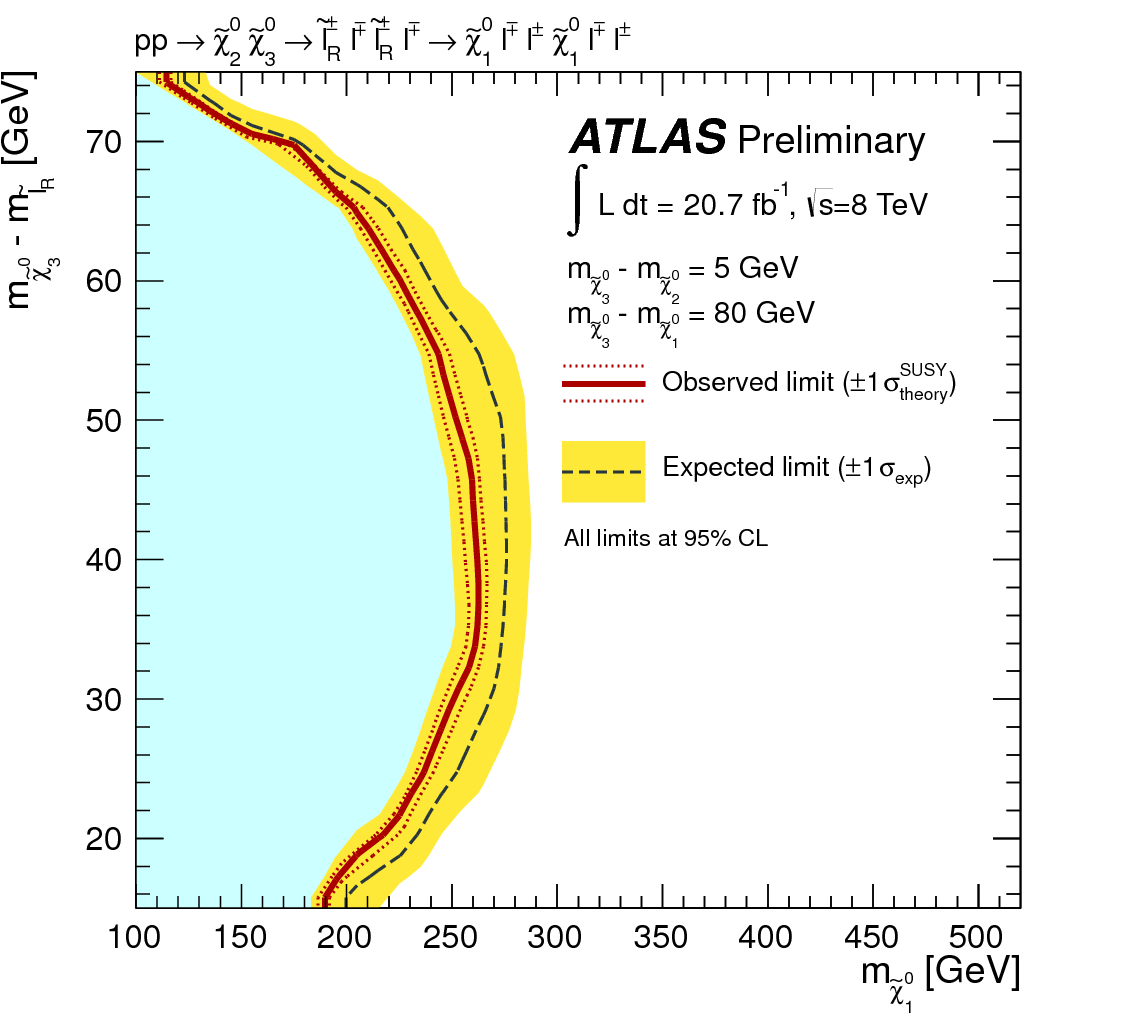 pp → χ̃⁰₂ χ̃⁰₃ → l̃±_R l∓ l̃±_R l∓ → χ̃⁰₁ l∓ l± χ̃⁰₁ l∓ l±
m_χ̃⁰₃ - m_l̃_R [GeV]
ATLAS Preliminary
∫ L dt = 20.7 fb⁻¹, √s=8 TeV
m_χ̃⁰₃ - m_χ̃⁰₂ = 5 GeV
m_χ̃⁰₃ - m_χ̃⁰₁ = 80 GeV
Observed limit (±1 σ^SUSY_theory)
Expected limit (±1 σ_exp)
All limits at 95% CL
70
60
50
40
30
20
100 150 200 250 300 350 400 450 500
m_χ̃⁰₁ [GeV]